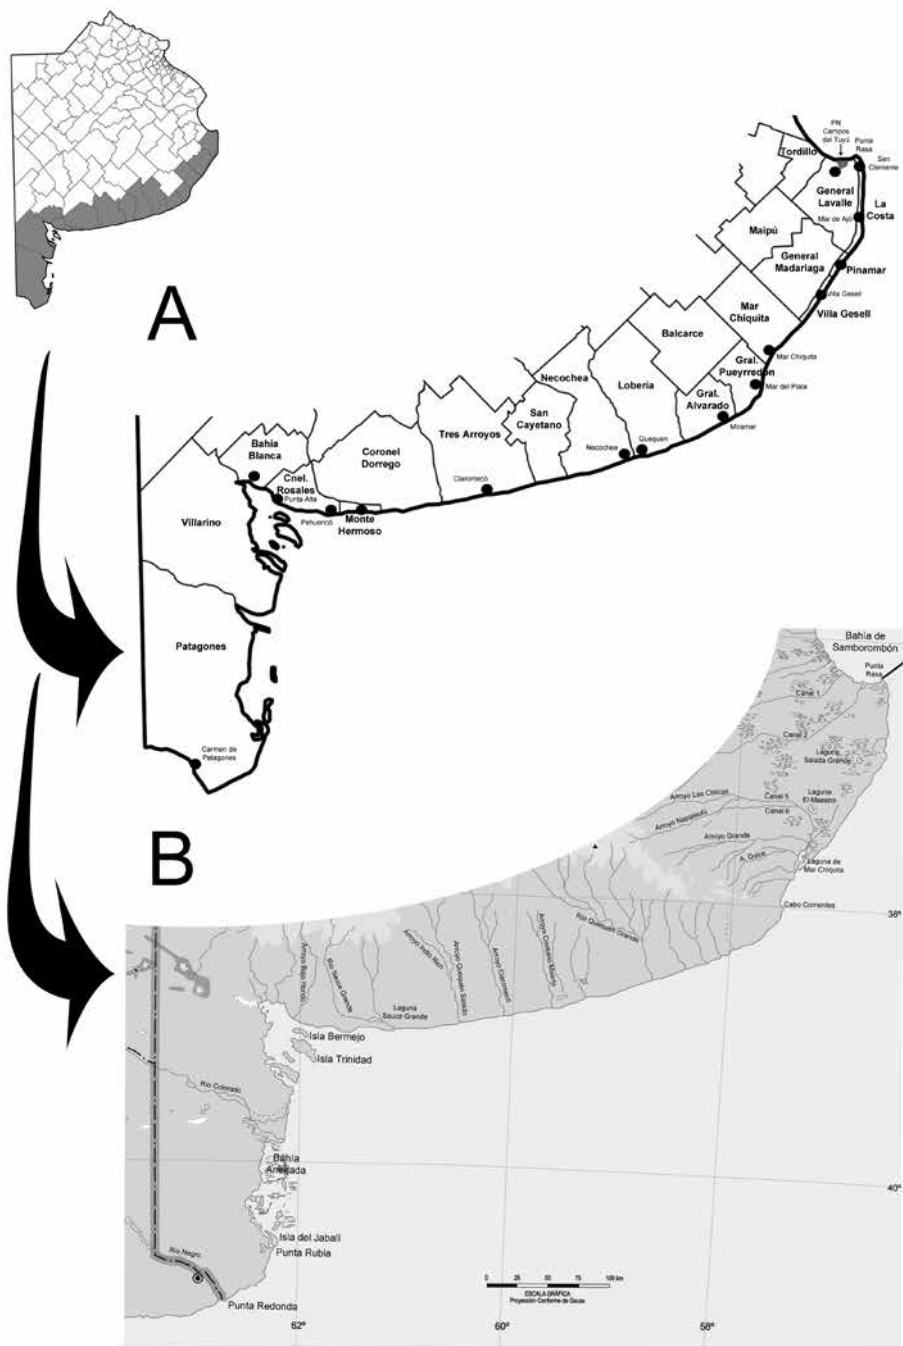 PN
Campos
del Tuyú
Punta
Rasa
San
Clemente
Tordillo
General
Lavalle
La
Costa
Mar de Ajó
Maipú
General
Madariaga
Pinamar
Villa Gesell
Villa Gesell
Mar
Chiquita
Balcarce
Mar Chiquita
Gral.
Pueyrredón
Mar del Plata
Necochea
Lobería
Gral.
Alvarado
Miramar
San
Cayetano
Tres Arroyos
Necochea
Quequén
Coronel
Dorrego
Claromecó
Bahía
Blanca
Cnel.
Rosales
Punta Alta
Pehuencó
Monte
Hermoso
Villarino
Patagones
Carmen de
Patagones
A
Bahía de
Samborombón
Punta
Rasa
Canal 1
Canal 2
Laguna
Salada Grande
Arroyo Las Chilcas
Canal 5
Laguna
El Maestro
Canal 6
Arroyo Napaleofú
Arroyo Grande
A. Dulce
Laguna de
Mar Chiquita
B
Cabo Corrientes
38º
Río Quequén Grande
Arroyo Bajo Hondo
Río Sauce Grande
Arroyo Indio Rico
Arroyo Quequén Salado
Arroyo Claromecó
Arroyo Cristiano Muerto
Laguna
Sauce Grande
Isla Bermejo
Isla Trinidad
Río Colorado
Bahía
Anegada
40º
Isla del Jabalí
Punta Rubia
Río Negro
Punta Redonda
0 25 50 75 100 km
ESCALA GRÁFICA
Proyección Conforme de Gauss
62º
60º
58º